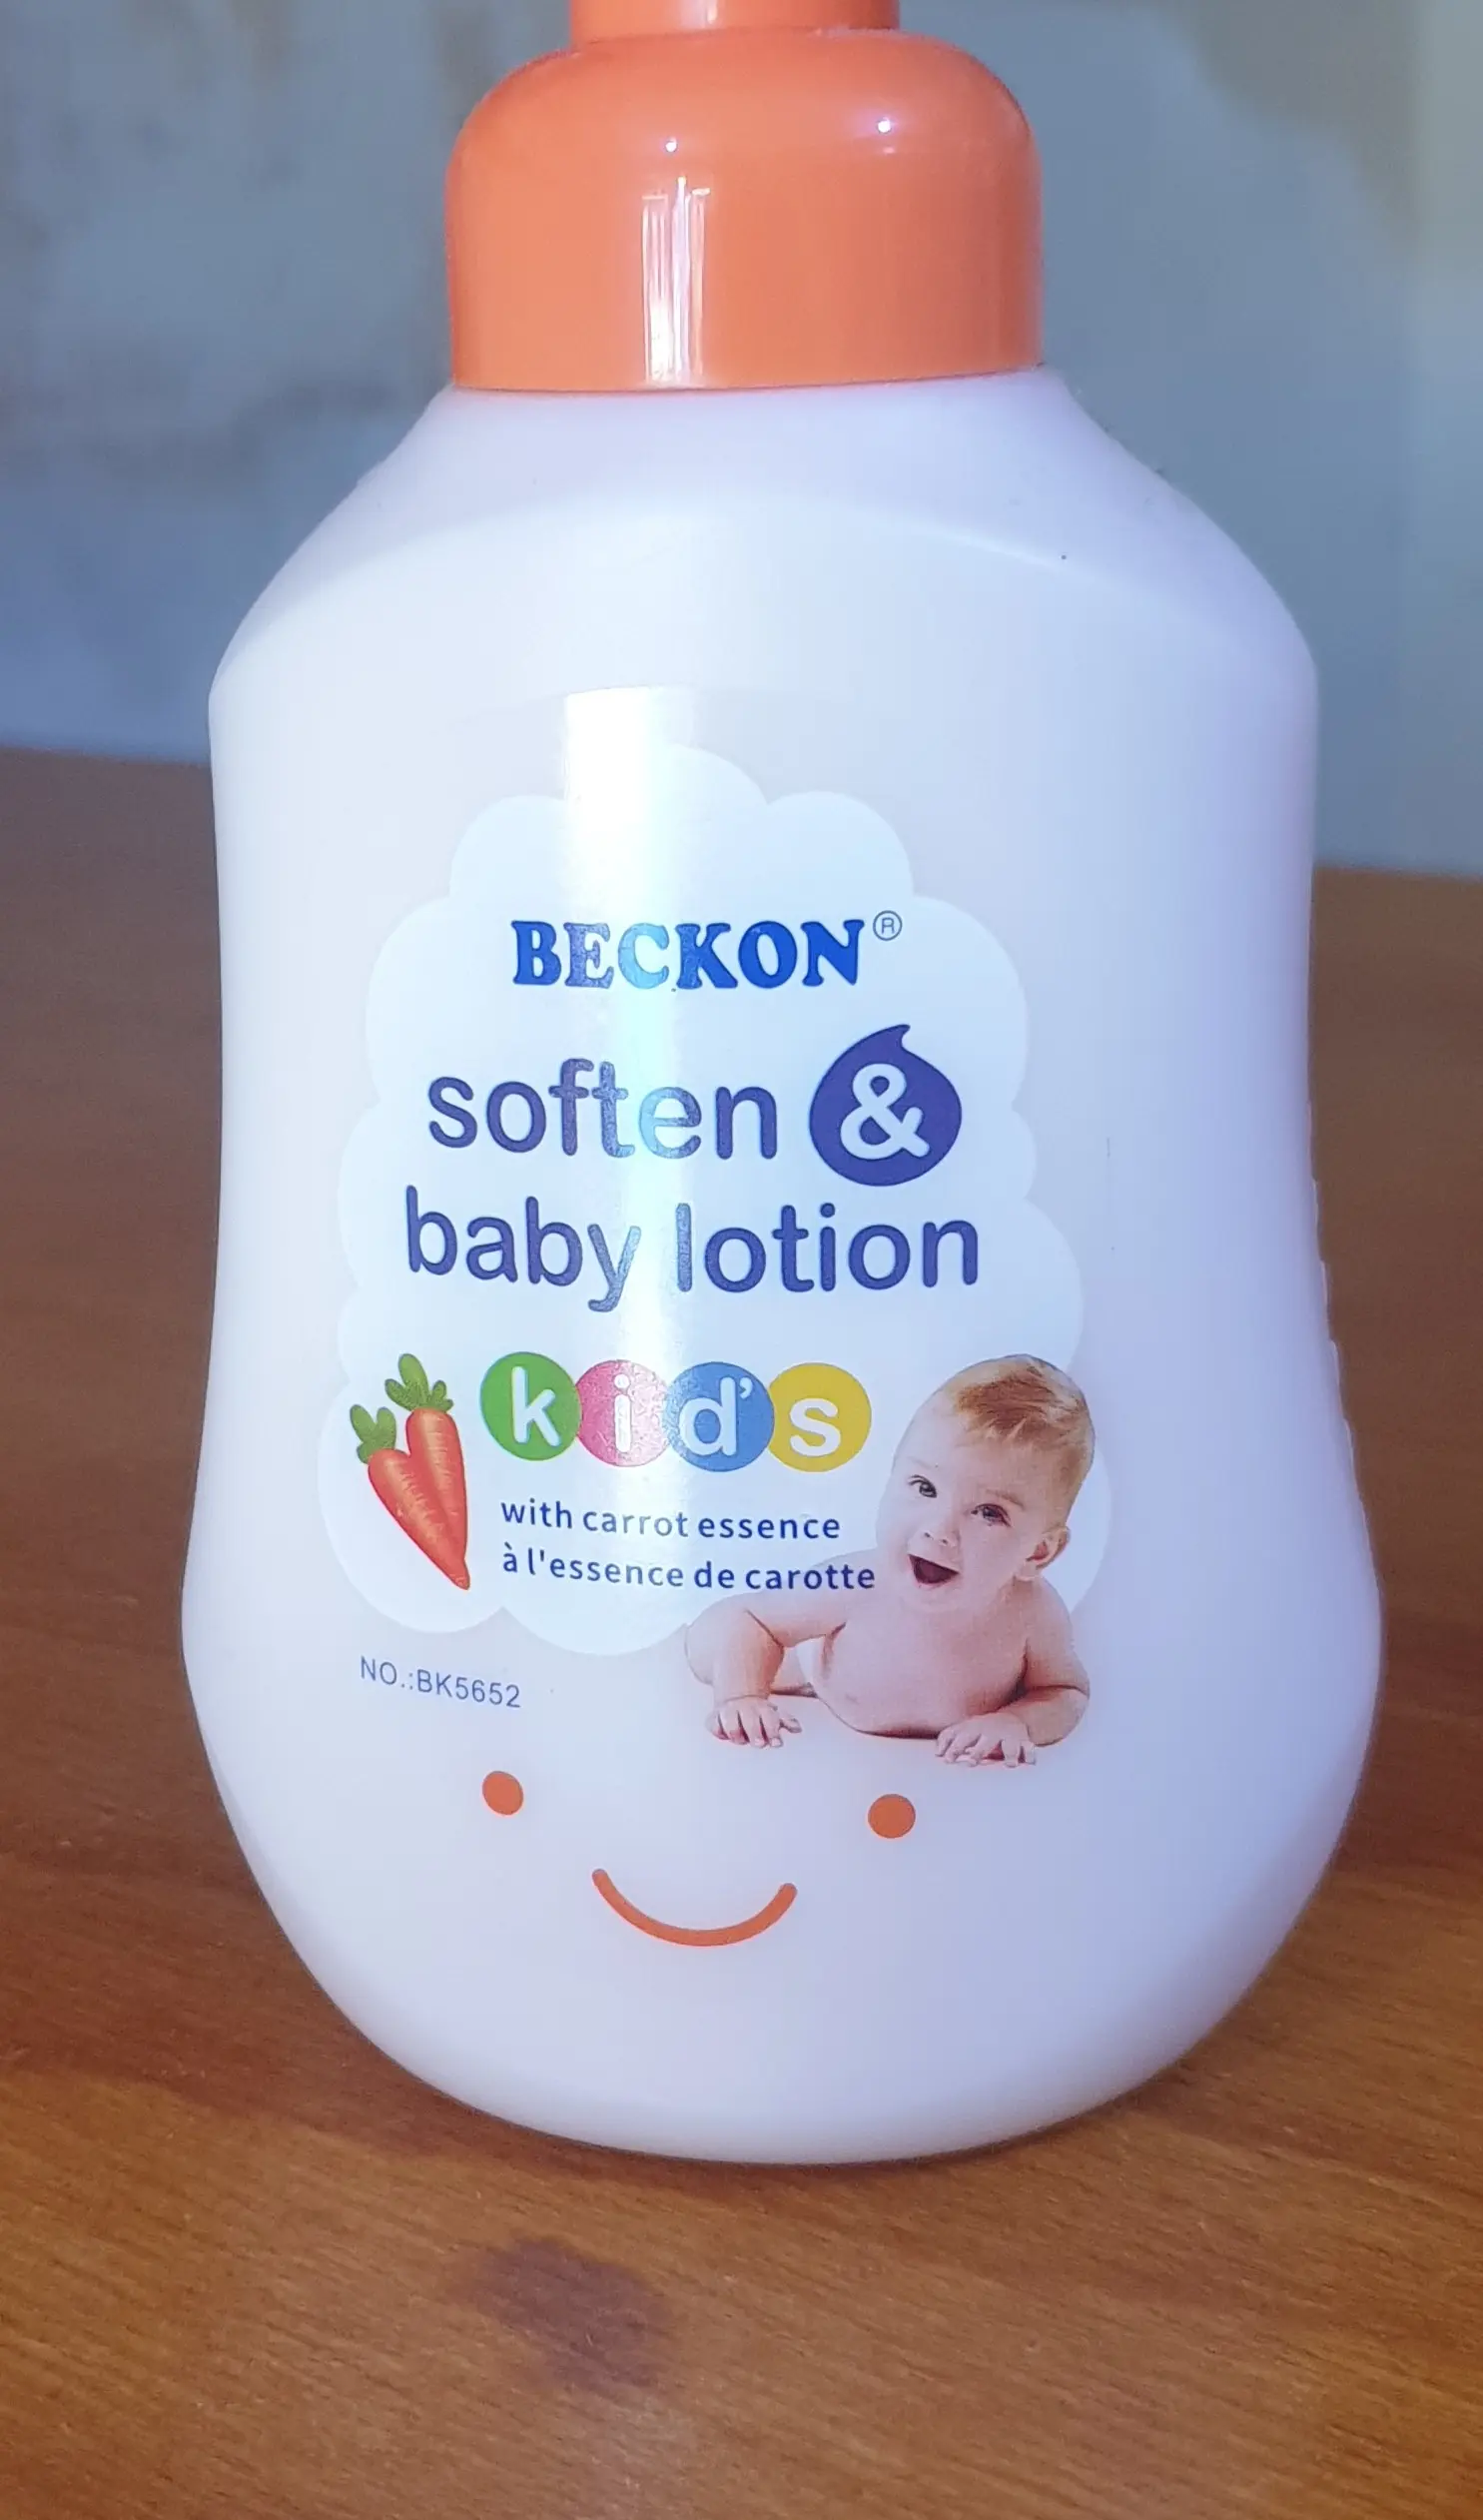 BECKON®
soften &
baby lotion
kid's
with carrot essence
à l'essence de carotte
NO.:BK5652